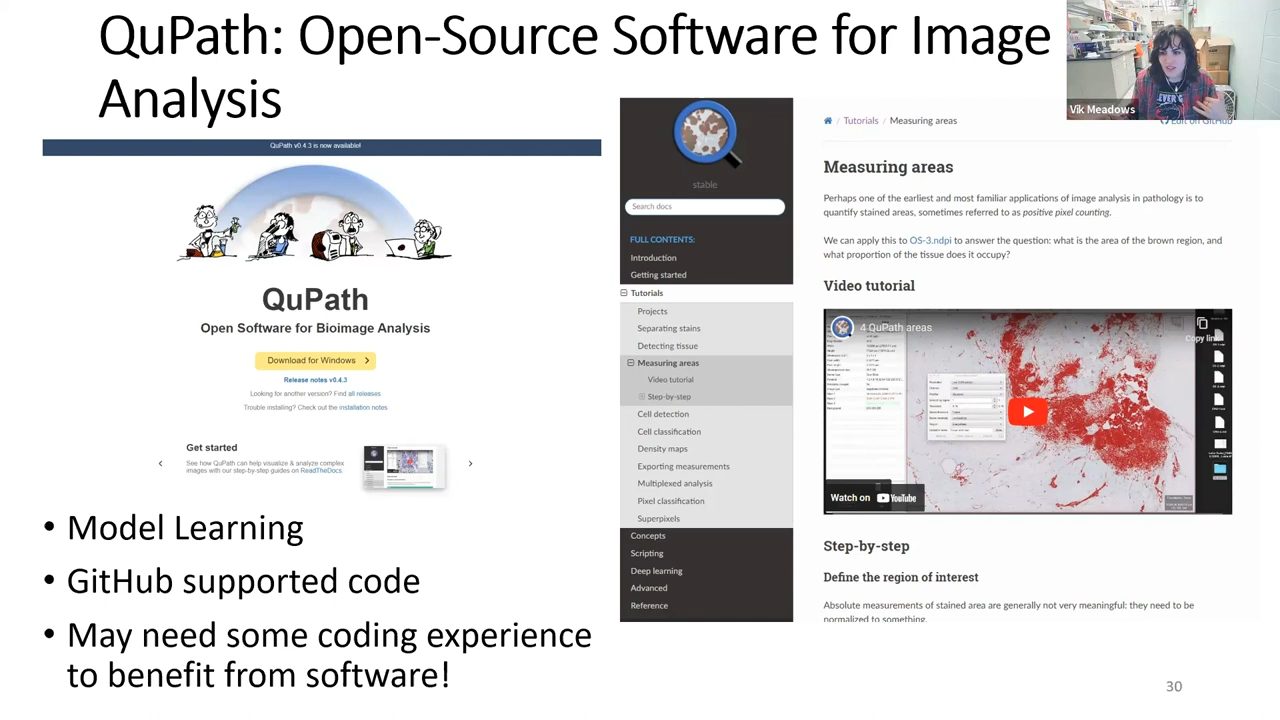 QuPath: Open-Source Software for Image
Analysis
Vik Meadows
QuPath v0.4.3 is now available!
QuPath
Open Software for Bioimage Analysis
Download for Windows
Release notes v0.4.3
Looking for another version? Find all releases
Trouble installing? Check out the installation notes
Get started
See how QuPath can help visualize & analyze complex
images with our step-by-step guides on ReadTheDocs.
• Model Learning
• GitHub supported code
• May need some coding experience
to benefit from software!
stable
Search docs
FULL CONTENTS:
Introduction
Getting started
Tutorials
Projects
Separating stains
Detecting tissue
Measuring areas
Video tutorial
Step-by-step
Cell detection
Cell classification
Density maps
Exporting measurements
Multiplexed analysis
Pixel classification
Superpixels
Concepts
Scripting
Deep learning
Advanced
Reference
/ Tutorials / Measuring areas
Edit on GitHub
Measuring areas
Perhaps one of the earliest and most familiar applications of image analysis in pathology is to
quantify stained areas, sometimes referred to as positive pixel counting.
We can apply this to OS-3.ndpi to answer the question: what is the area of the brown region, and
what proportion of the tissue does it occupy?
Video tutorial
4 QuPath areas
Copy link
Watch on YouTube
Step-by-step
Define the region of interest
Absolute measurements of stained area are generally not very meaningful: they need to be
normalized to something.
30